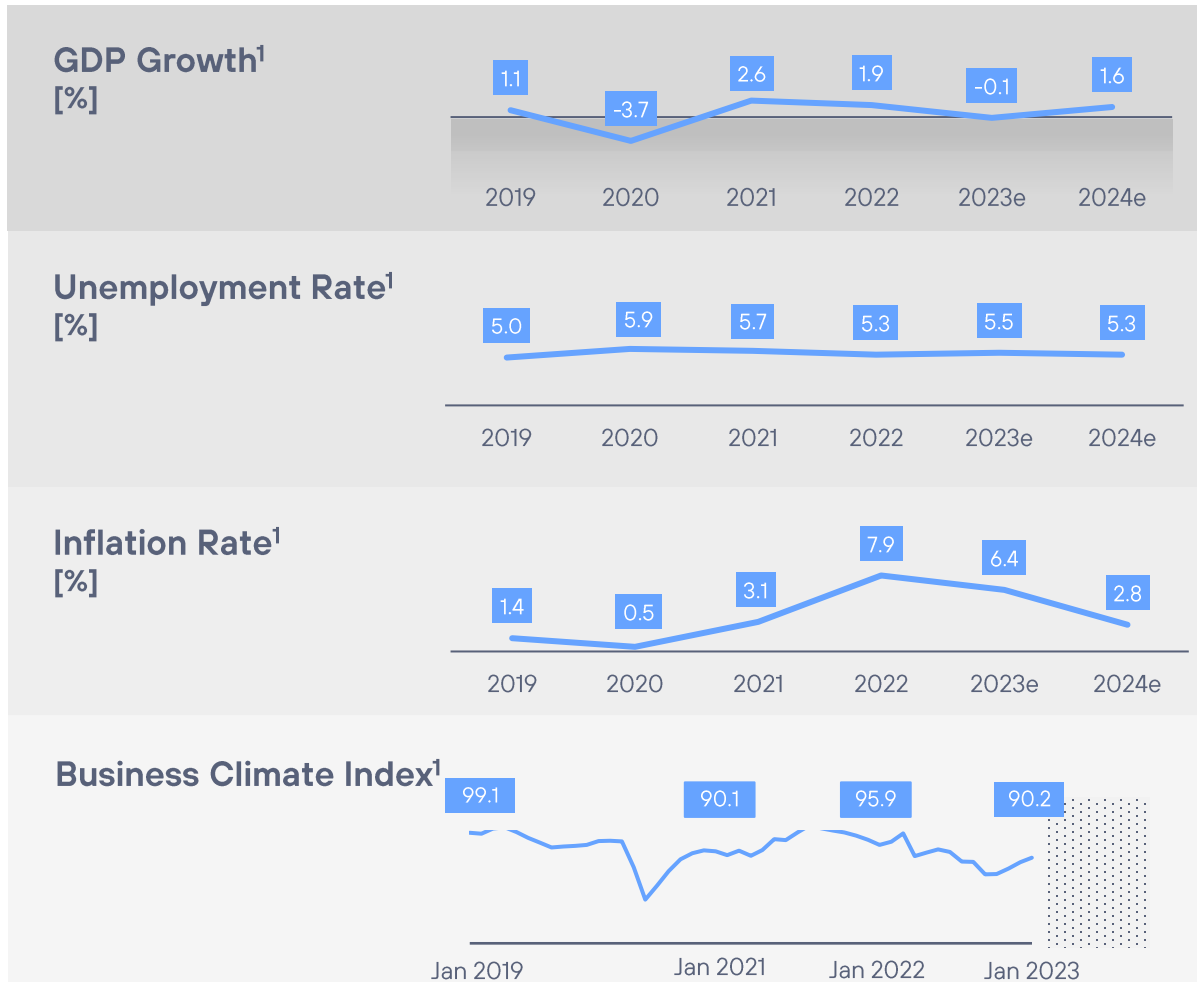 GDP Growth¹
[%]
1.1
-3.7
2.6
1.9
-0.1
1.6
2019 2020 2021 2022 2023e 2024e
Unemployment Rate¹
[%]
5.0 5.9 5.7 5.3 5.5 5.3
2019 2020 2021 2022 2023e 2024e
Inflation Rate¹
[%]
1.4 0.5 3.1 7.9 6.4 2.8
2019 2020 2021 2022 2023e 2024e
Business Climate Index¹
99.1 90.1 95.9 90.2
Jan 2019 Jan 2021 Jan 2022 Jan 2023